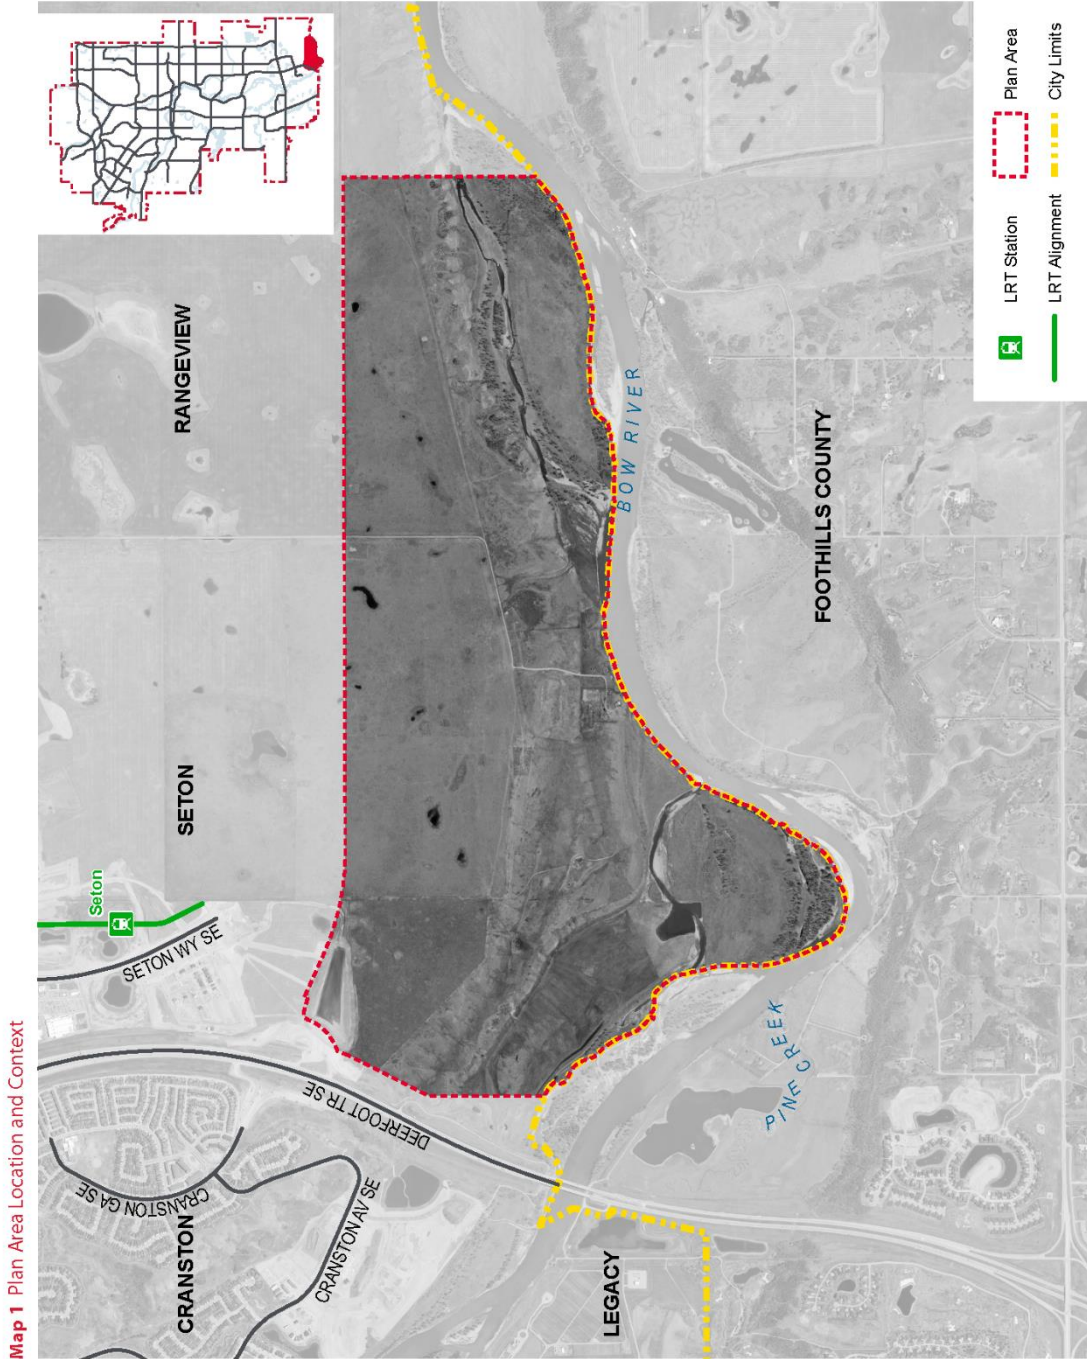 Map 1 Plan Area Location and Context
CRANSTON
CRANSTON GA SE
CRANSTON AV SE
DEERFOOT TR SE
SETON WY SE
Seton
SETON
RANGEVIEW
LEGACY
PINE CREEK
BOW RIVER
FOOTHILLS COUNTY
LRT Station
Plan Area
LRT Alignment
City Limits